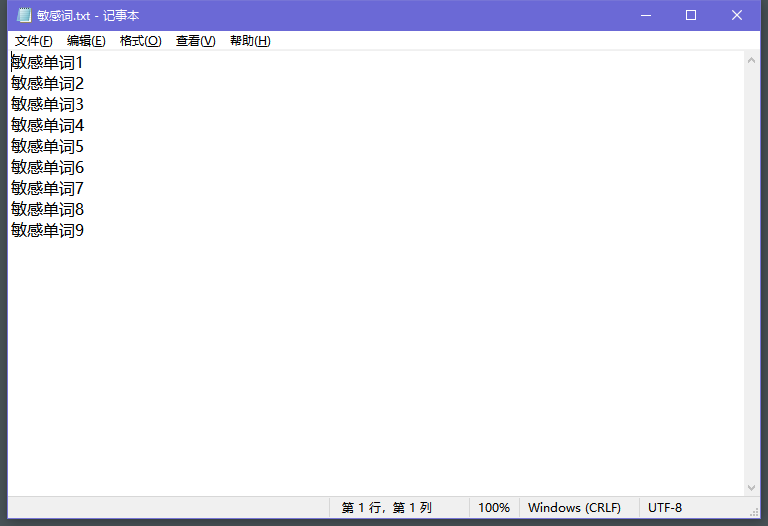 敏感词.txt - 记事本
文件(F) 编辑(E) 格式(O) 查看(V) 帮助(H)
敏感单词1
敏感单词2
敏感单词3
敏感单词4
敏感单词5
敏感单词6
敏感单词7
敏感单词8
敏感单词9
第 1 行，第 1 列 100% Windows (CRLF) UTF-8